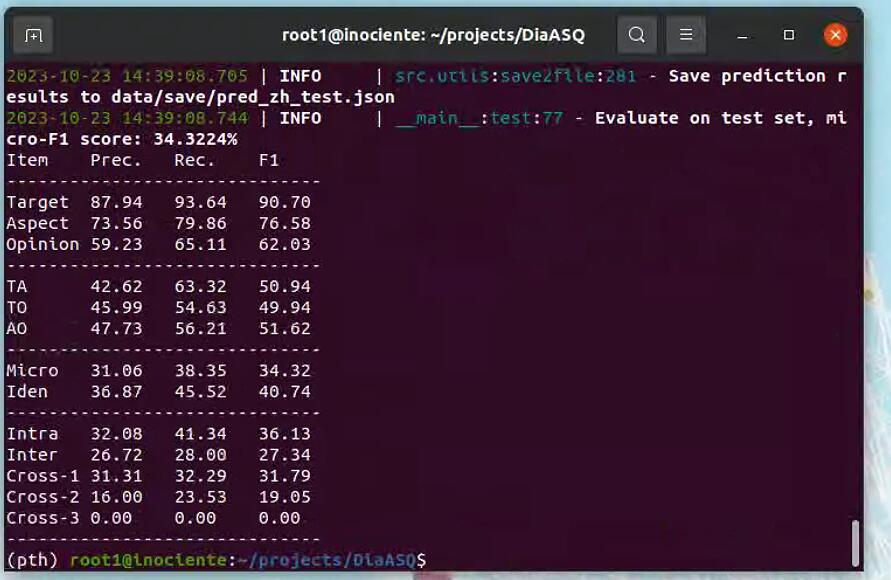 root1@inociente: ~/projects/DiaASQ
2023-10-23 14:39:08.705 | INFO     | src.utils:save2file:281 - Save prediction r
esults to data/save/pred_zh_test.json
2023-10-23 14:39:08.744 | INFO     | __main__:test:77 - Evaluate on test set, mi
cro-F1 score: 34.3224%
Item    Prec.   Rec.    F1
------------------------------
Target  87.94   93.64   90.70
Aspect  73.56   79.86   76.58
Opinion 59.23   65.11   62.03
------------------------------
TA      42.62   63.32   50.94
TO      45.99   54.63   49.94
AO      47.73   56.21   51.62
------------------------------
Micro   31.06   38.35   34.32
Iden    36.87   45.52   40.74
------------------------------
Intra   32.08   41.34   36.13
Inter   26.72   28.00   27.34
Cross-1 31.31   32.29   31.79
Cross-2 16.00   23.53   19.05
Cross-3 0.00    0.00    0.00
------------------------------
(pth) root1@inociente:~/projects/DiaASQ$